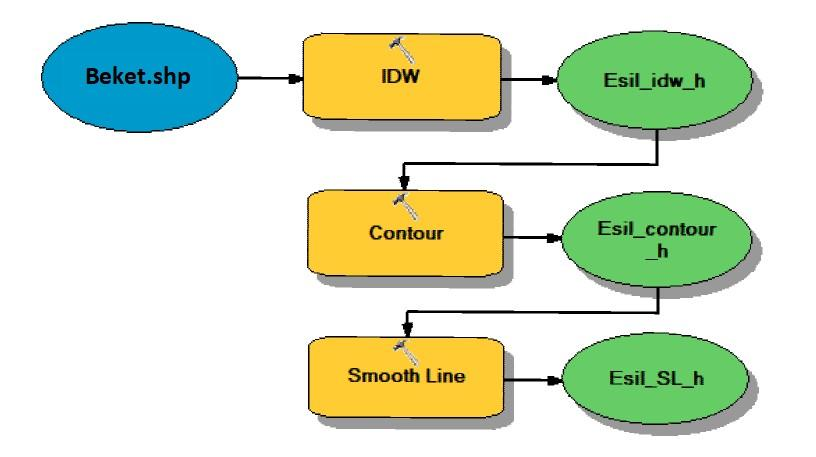 Beket.shp
IDW
Esil_idw_h
Contour
Esil_contour
_h
Smooth Line
Esil_SL_h